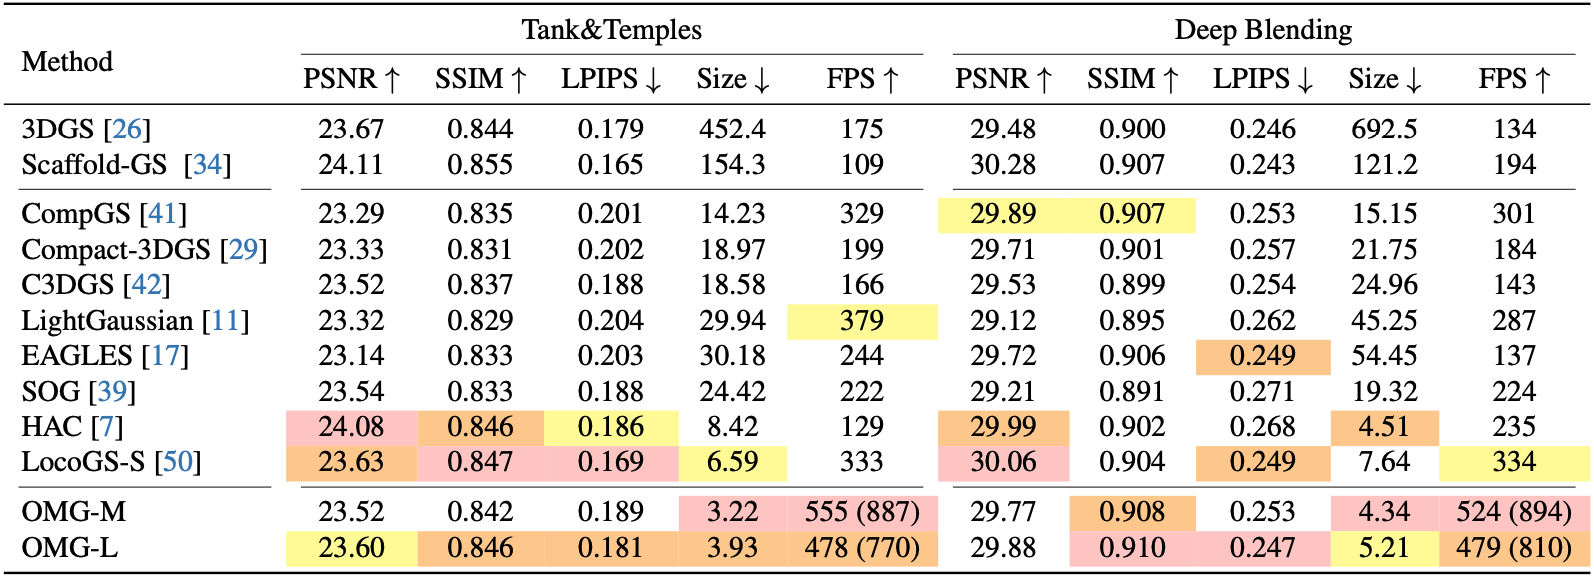 Tank&Temples Deep Blending
Method PSNR ↑ SSIM ↑ LPIPS ↓ Size ↓ FPS ↑ PSNR ↑ SSIM ↑ LPIPS ↓ Size ↓ FPS ↑
3DGS [26] 23.67 0.844 0.179 452.4 175 29.48 0.900 0.246 692.5 134
Scaffold-GS [34] 24.11 0.855 0.165 154.3 109 30.28 0.907 0.243 121.2 194
CompGS [41] 23.29 0.835 0.201 14.23 329 29.89 0.907 0.253 15.15 301
Compact-3DGS [29] 23.33 0.831 0.202 18.97 199 29.71 0.901 0.257 21.75 184
C3DGS [42] 23.52 0.837 0.188 18.58 166 29.53 0.899 0.254 24.96 143
LightGaussian [11] 23.32 0.829 0.204 29.94 379 29.12 0.895 0.262 45.25 287
EAGLES [17] 23.14 0.833 0.203 30.18 244 29.72 0.906 0.249 54.45 137
SOG [39] 23.54 0.833 0.188 24.42 222 29.21 0.891 0.271 19.32 224
HAC [7] 24.08 0.846 0.186 8.42 129 29.99 0.902 0.268 4.51 235
LocoGS-S [50] 23.63 0.847 0.169 6.59 333 30.06 0.904 0.249 7.64 334
OMG-M 23.52 0.842 0.189 3.22 555 (887) 29.77 0.908 0.253 4.34 524 (894)
OMG-L 23.60 0.846 0.181 3.93 478 (770) 29.88 0.910 0.247 5.21 479 (810)